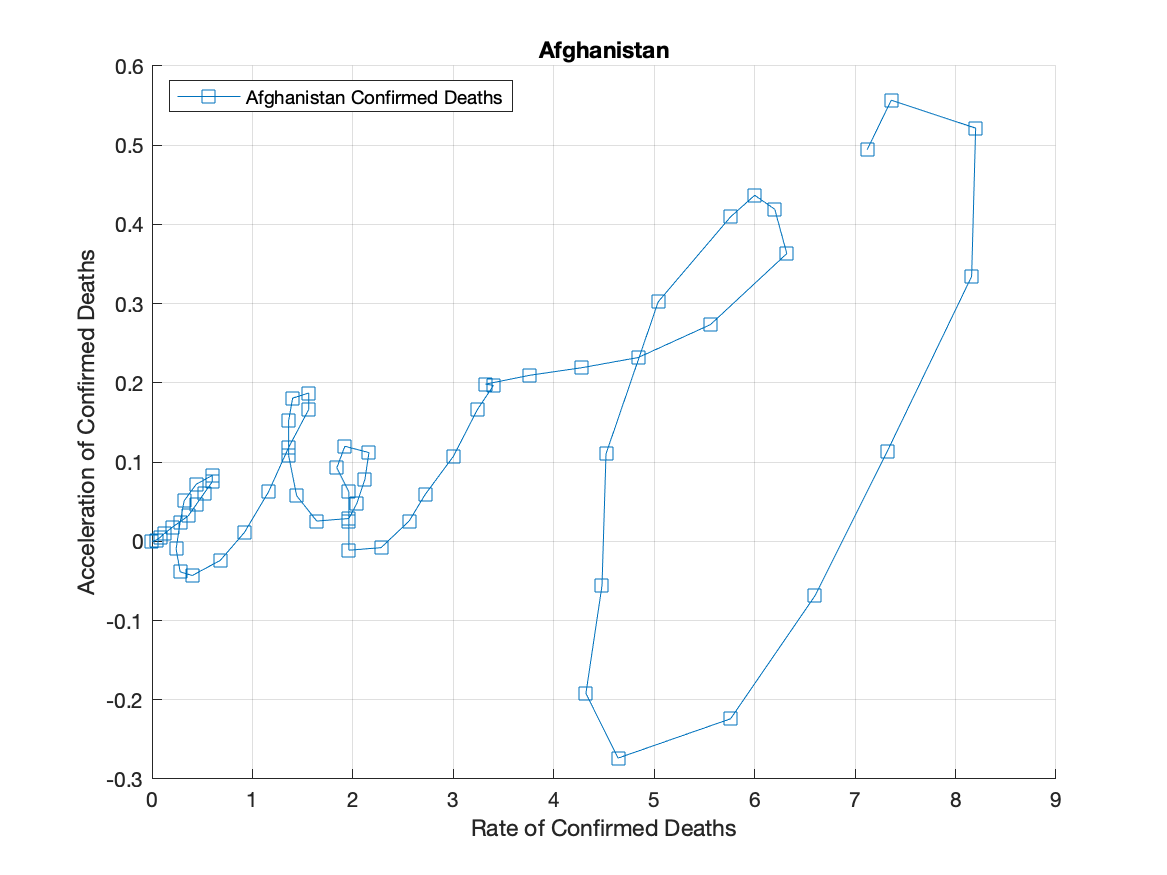 Afghanistan
Afghanistan Confirmed Deaths
Acceleration of Confirmed Deaths
0.6
0.5
0.4
0.3
0.2
0.1
0
-0.1
-0.2
-0.3
0 1 2 3 4 5 6 7 8 9
Rate of Confirmed Deaths